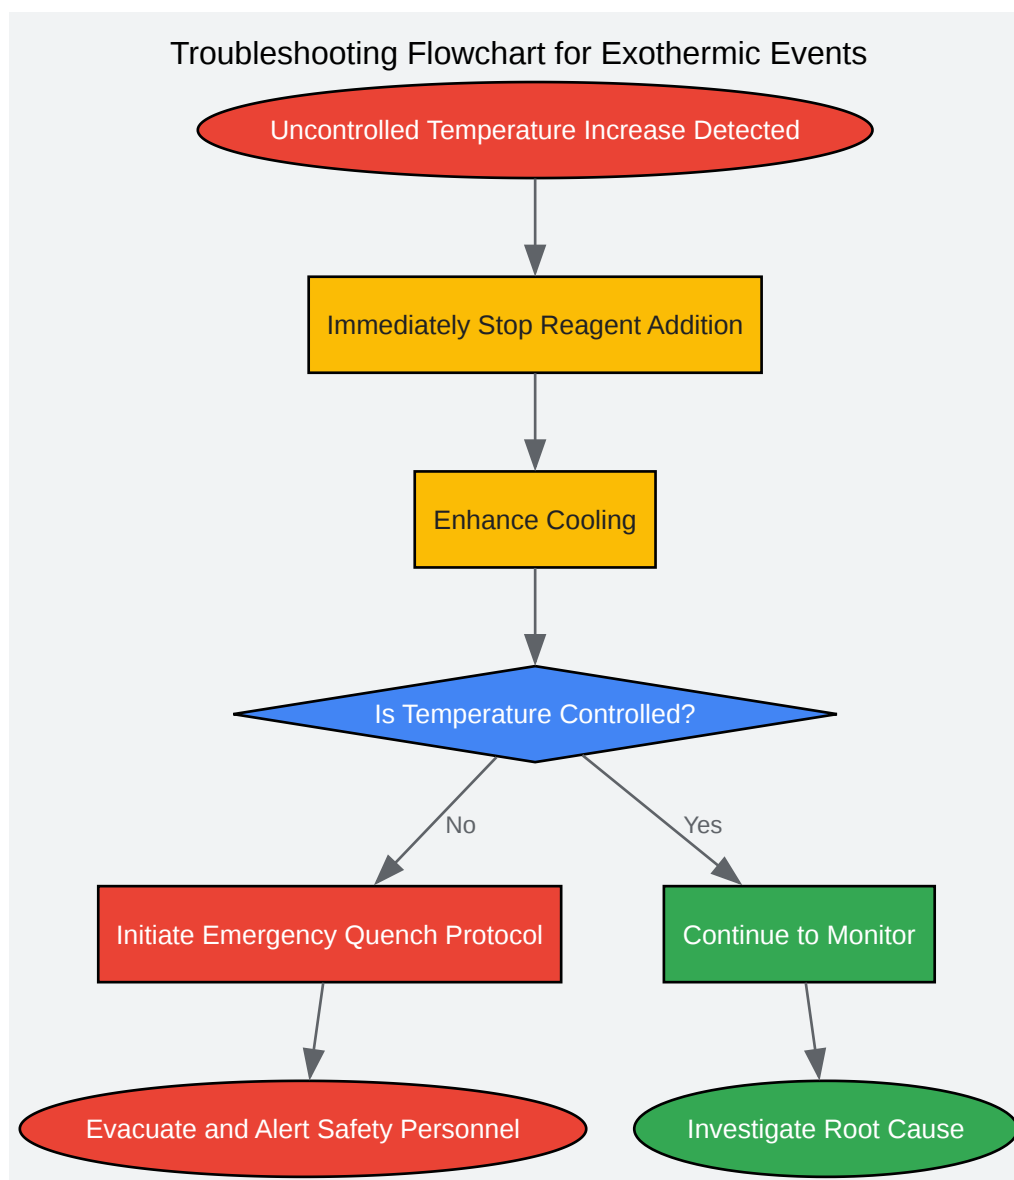 Troubleshooting Flowchart for Exothermic Events
Uncontrolled Temperature Increase Detected
Immediately Stop Reagent Addition
Enhance Cooling
Is Temperature Controlled?
No
Yes
Initiate Emergency Quench Protocol
Continue to Monitor
Evacuate and Alert Safety Personnel
Investigate Root Cause